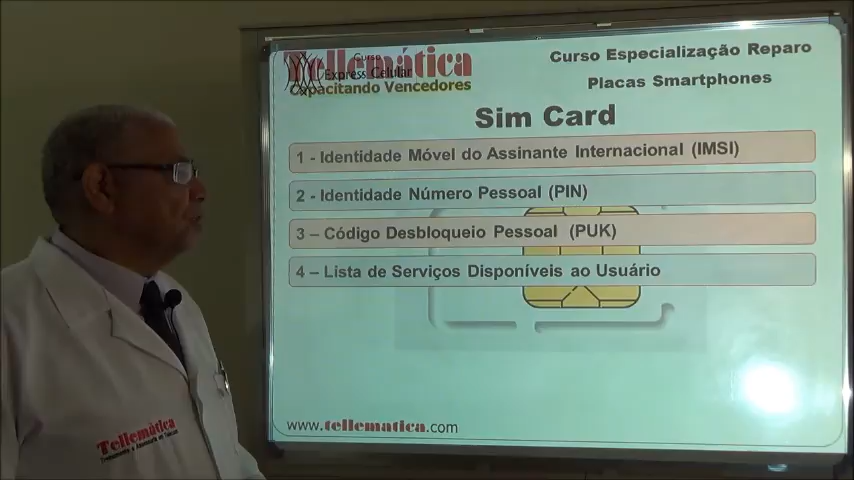 Tellemática
Curso
Express Celular
Capacitando Vencedores
Curso Especialização Reparo
Placas Smartphones
Sim Card
1 - Identidade Móvel do Assinante Internacional (IMSI)
2 - Identidade Número Pessoal (PIN)
3 – Código Desbloqueio Pessoal (PUK)
4 – Lista de Serviços Disponíveis ao Usuário
www.tellematica.com
Tellemática